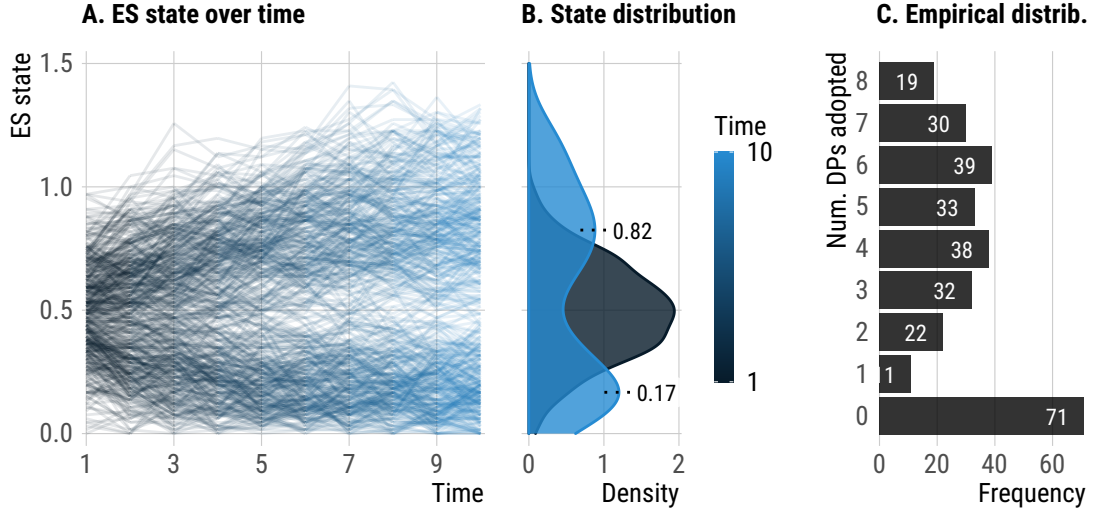 A. ES state over time
ES state
1.5
1.0
0.5
0.0
1 3 5 7 9
Time
B. State distribution
0.82
0.17
0 1 2
Density
Time
10
1
C. Empirical distrib.
Num. DPs adopted
8 19
7 30
6 39
5 33
4 38
3 32
2 22
1 11
0 71
0 20 40 60
Frequency